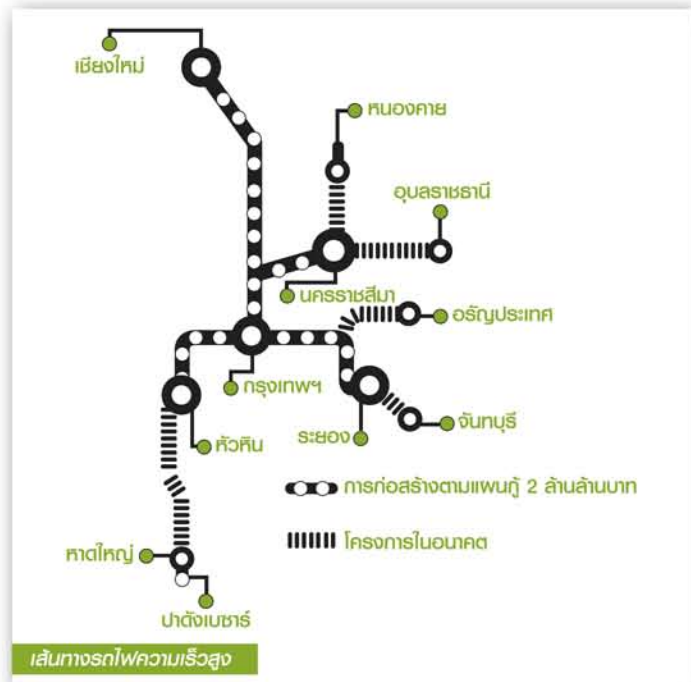 เชียงใหม่
หนองคาย
อุบลราชธานี
นครราชสีมา
อรัญประเทศ
กรุงเทพฯ
ระยอง
จันทบุรี
หัวหิน
การก่อสร้างตามแผนกู้ 2 ล้านล้านบาท
โครงการในอนาคต
หาดใหญ่
ปาดังเบซาร์
เส้นทางรถไฟความเร็วสูง